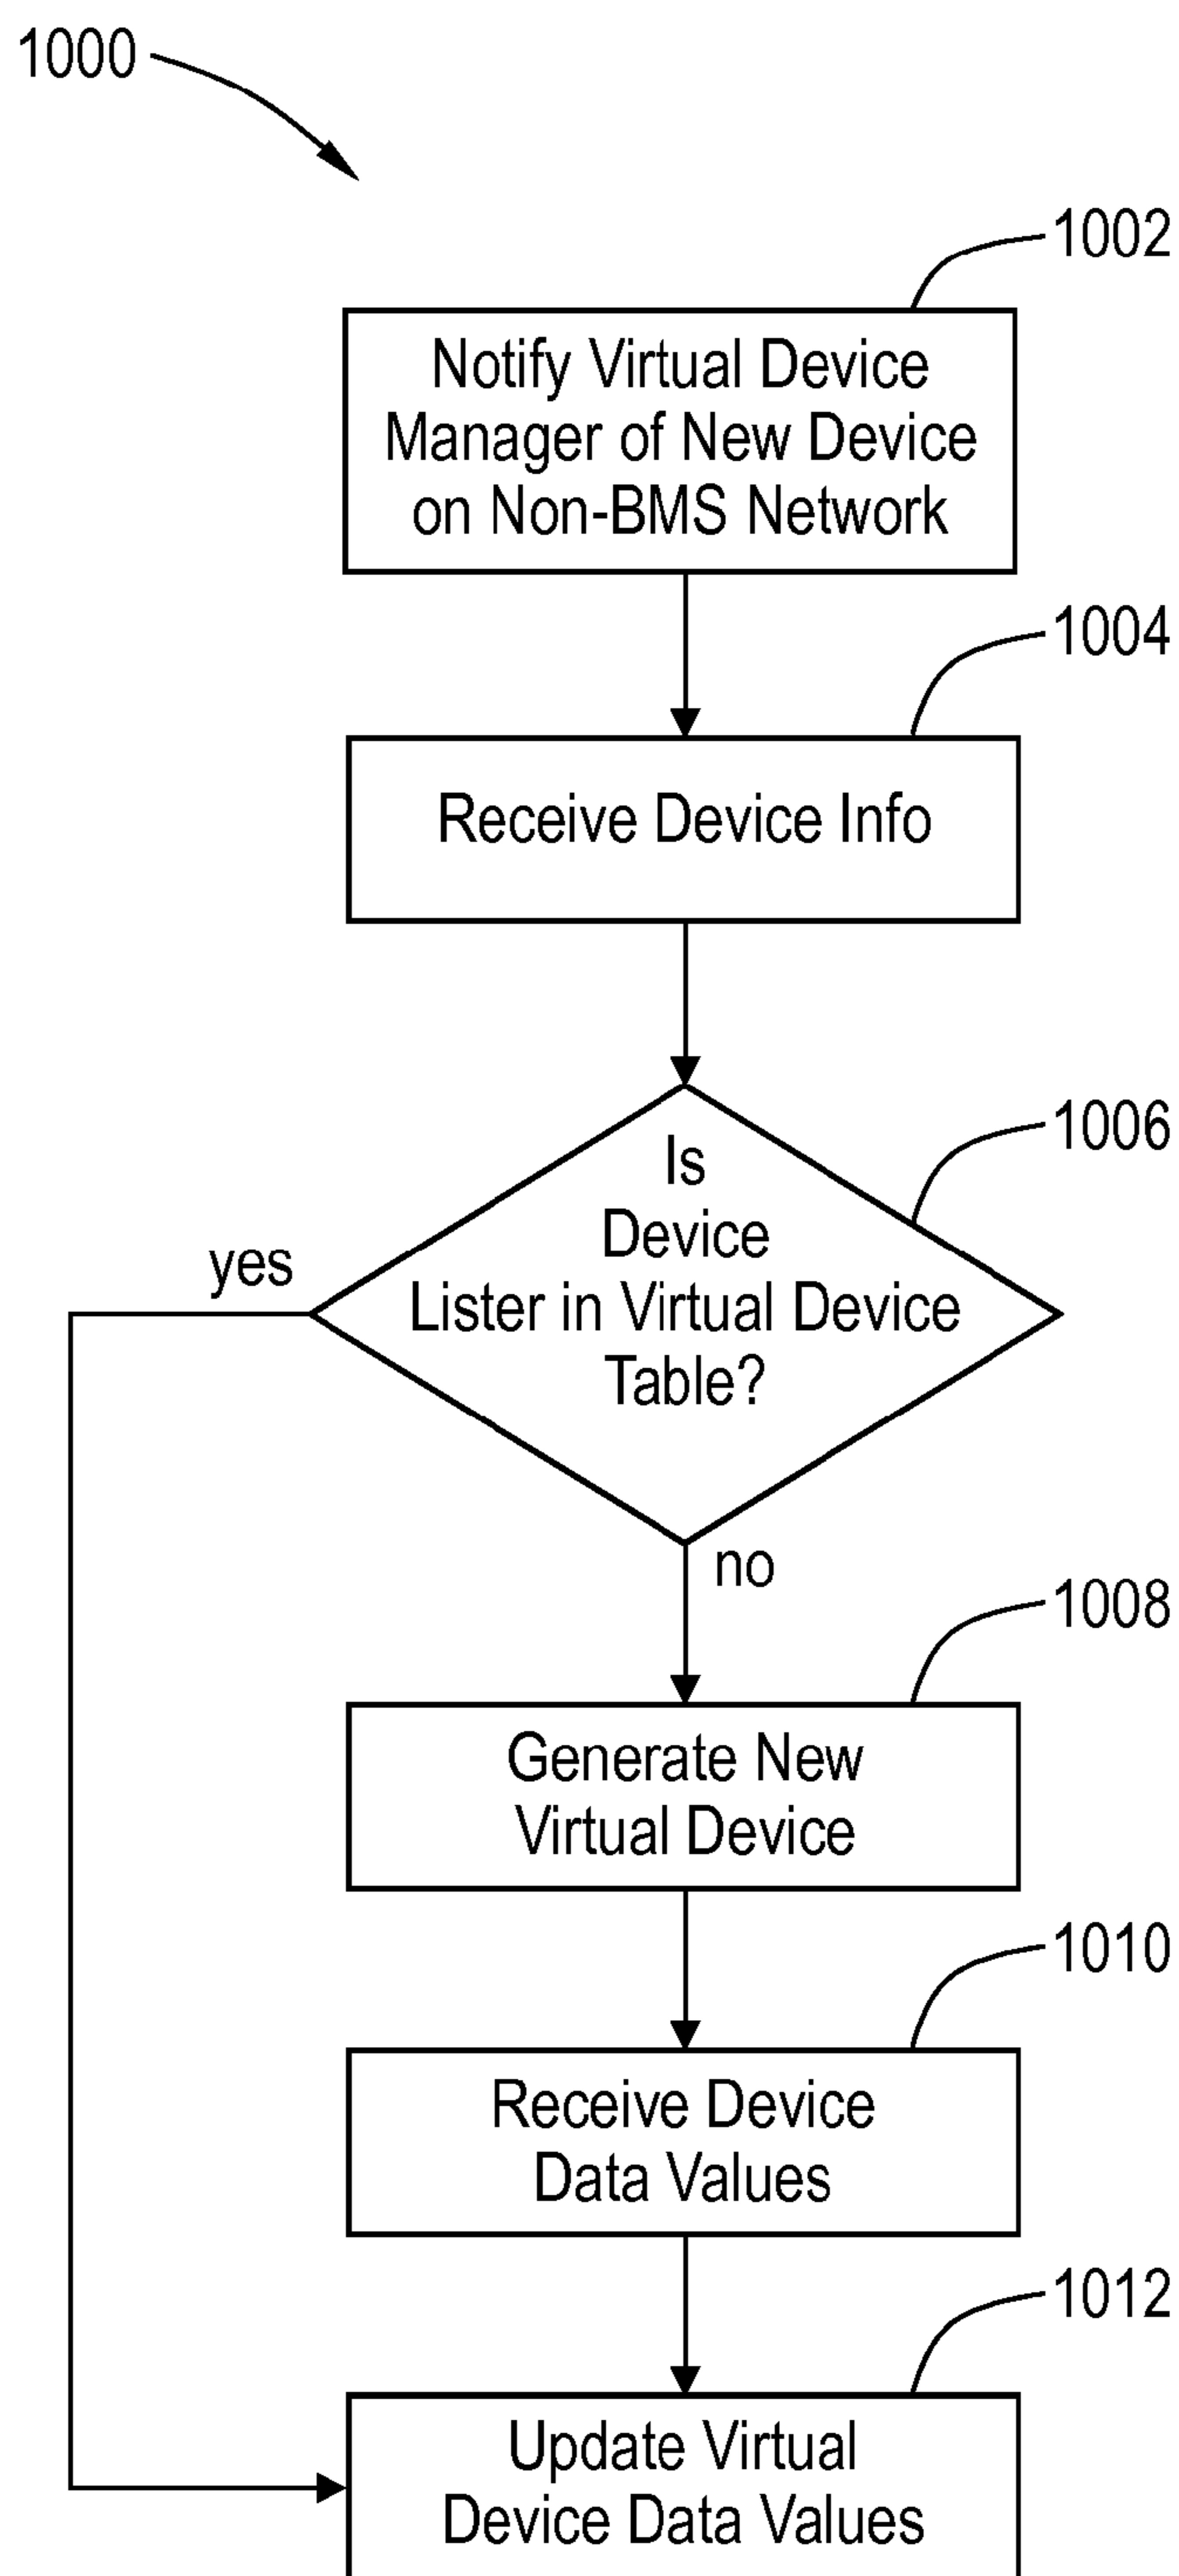 1000
1002
Notify Virtual Device
Manager of New Device
on Non-BMS Network
1004
Receive Device Info
1006
Is
Device
Lister in Virtual Device
Table?
yes
no
1008
Generate New
Virtual Device
1010
Receive Device
Data Values
1012
Update Virtual
Device Data Values